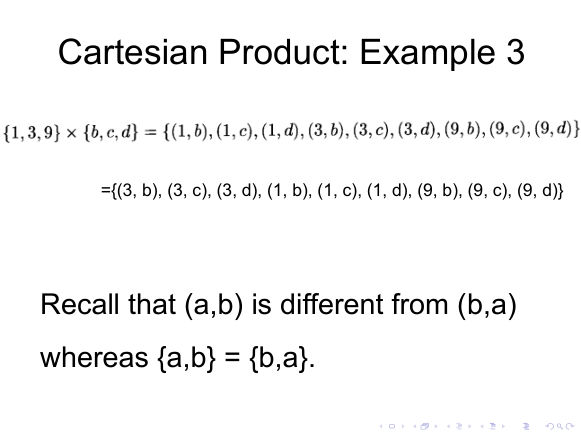 Cartesian Product: Example 3
{1, 3, 9} × {b, c, d} = {(1, b), (1, c), (1, d), (3, b), (3, c), (3, d), (9, b), (9, c), (9, d)}
={(3, b), (3, c), (3, d), (1, b), (1, c), (1, d), (9, b), (9, c), (9, d)}
Recall that (a,b) is different from (b,a)
whereas {a,b} = {b,a}.